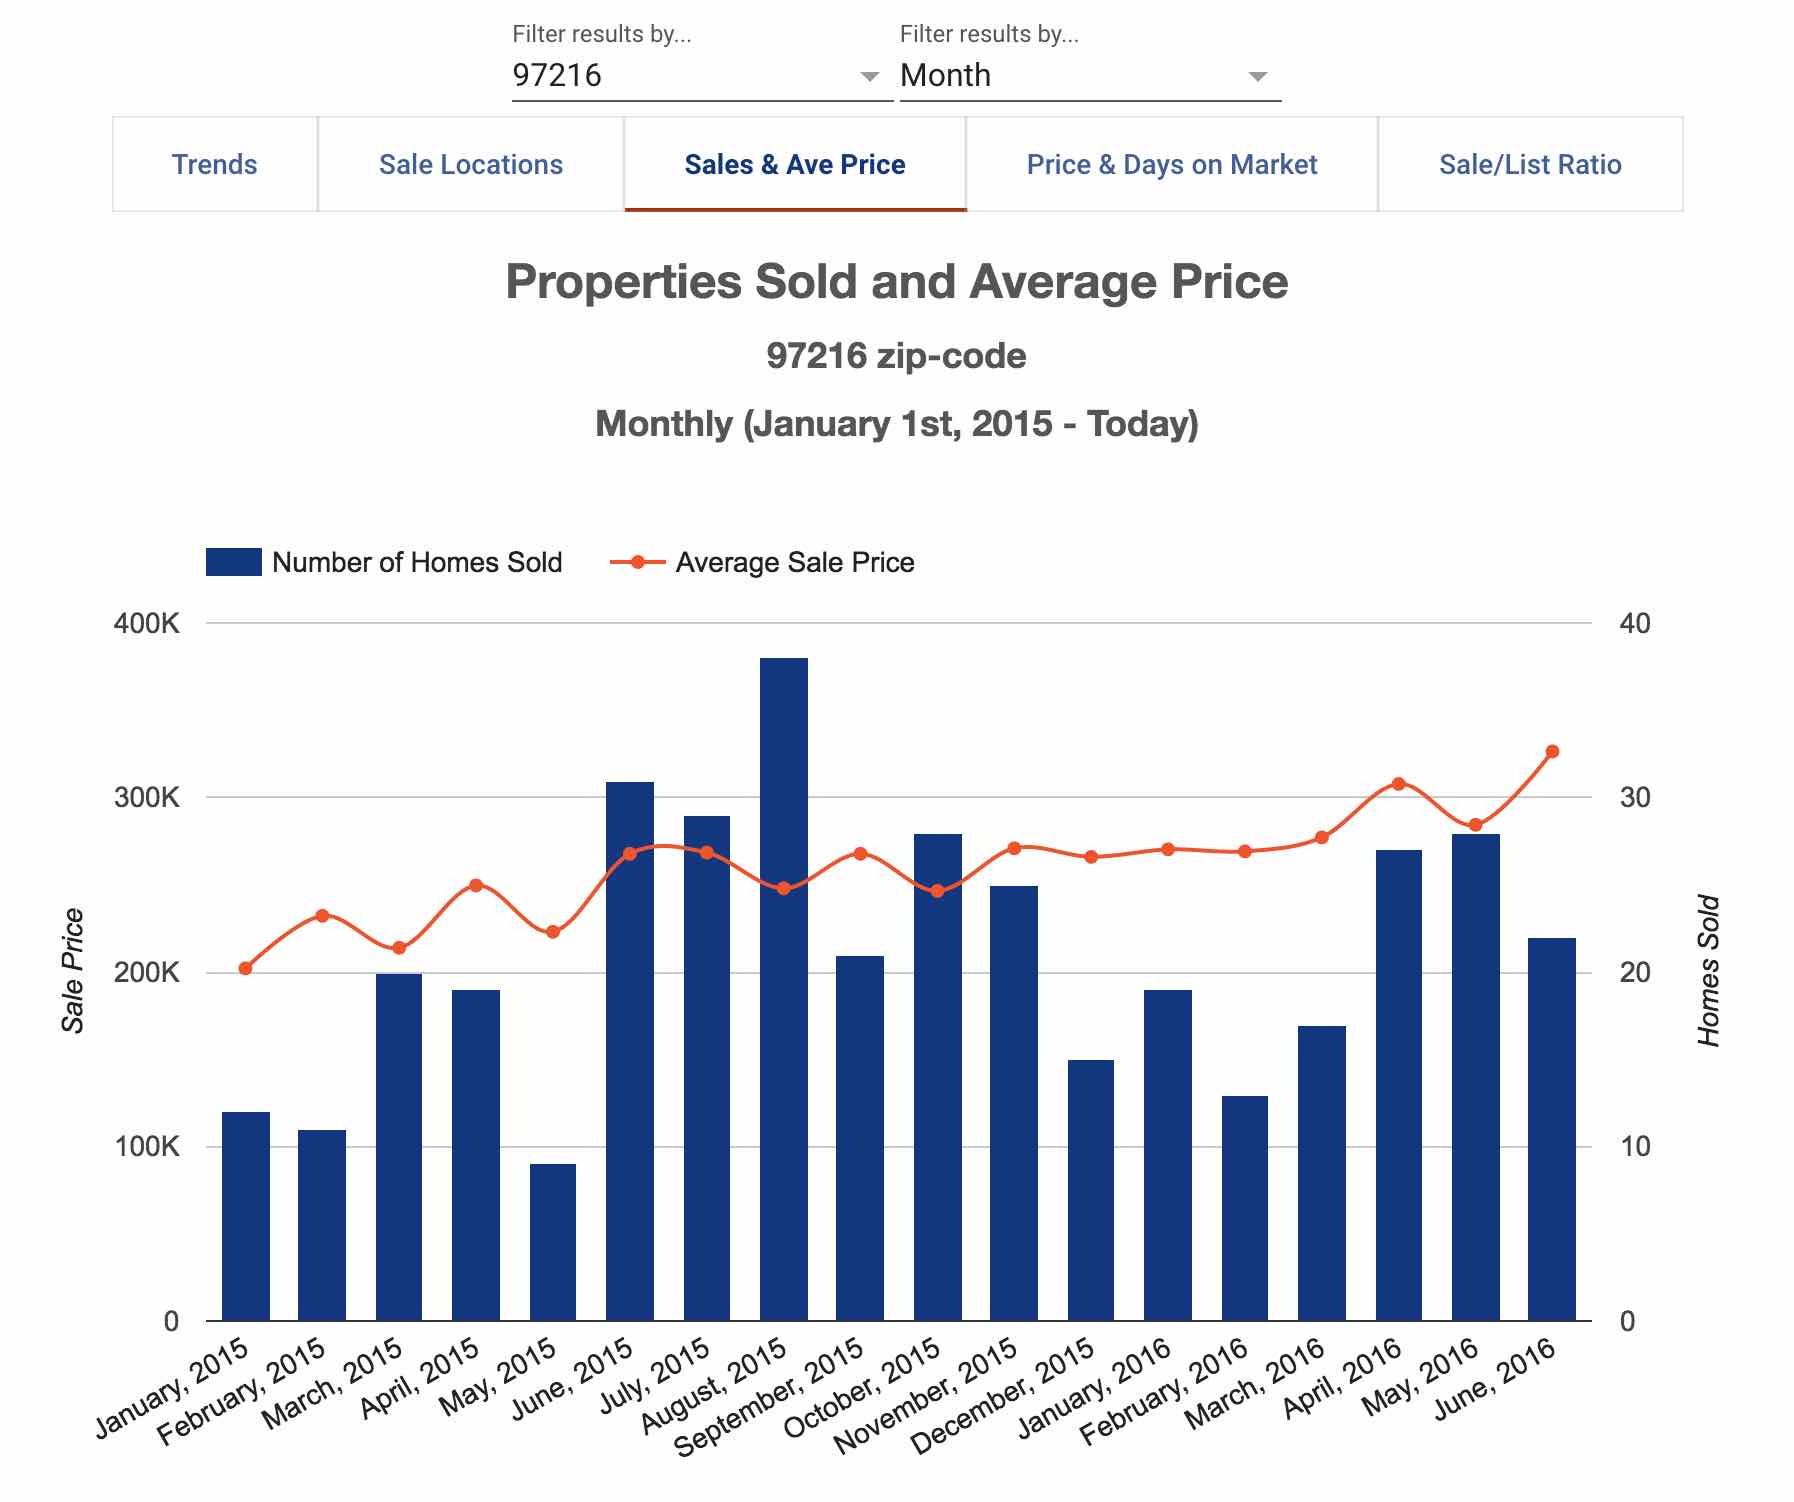 Filter results by... Filter results by...
97216 Month
Trends Sale Locations Sales & Ave Price Price & Days on Market Sale/List Ratio
Properties Sold and Average Price
97216 zip-code
Monthly (January 1st, 2015 - Today)
Number of Homes Sold Average Sale Price
400K 40
300K 30
200K 20
100K 10
0 0
Sale Price
Homes Sold
January, 2015
February, 2015
March, 2015
April, 2015
May, 2015
June, 2015
July, 2015
August, 2015
September, 2015
October, 2015
November, 2015
December, 2015
January, 2016
February, 2016
March, 2016
April, 2016
May, 2016
June, 2016